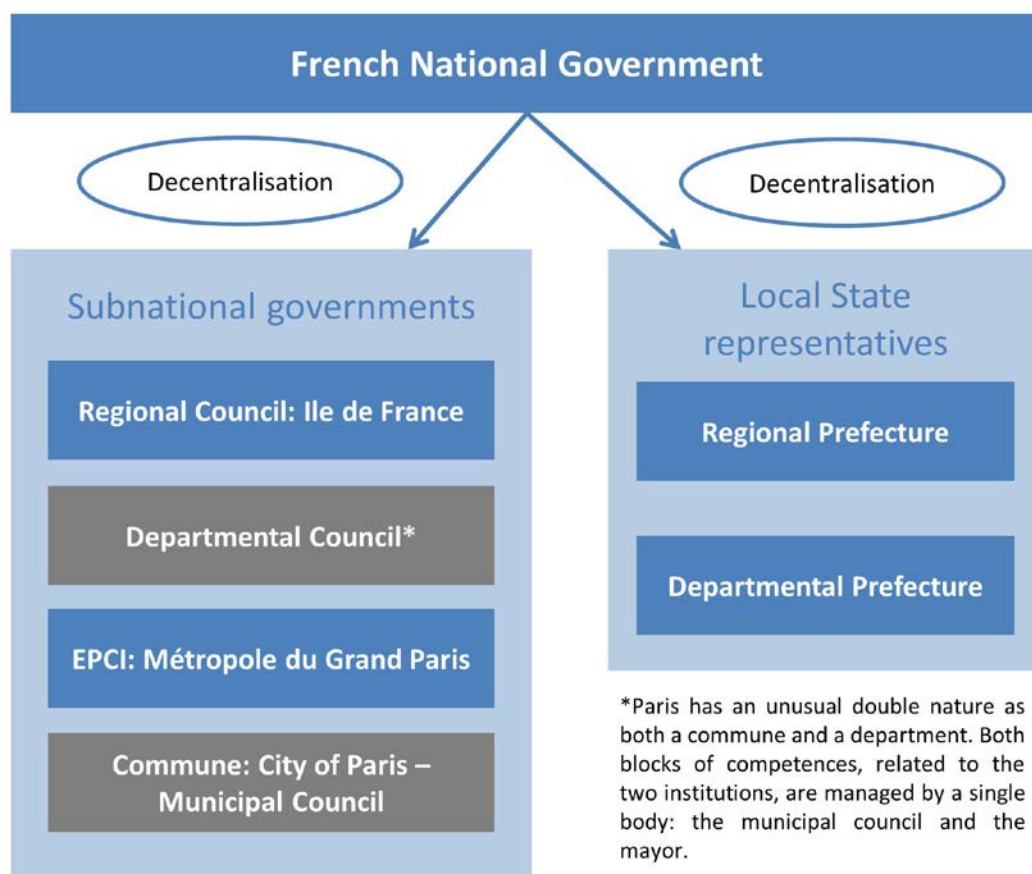 French National Government
Decentralisation
Decentralisation
Subnational governments
Regional Council: Ile de France
Departmental Council*
EPCI: Métropole du Grand Paris
Commune: City of Paris –
Municipal Council
Local State
representatives
Regional Prefecture
Departmental Prefecture
*Paris has an unusual double nature as
both a commune and a department. Both
blocks of competences, related to the
two institutions, are managed by a single
body: the municipal council and the
mayor.